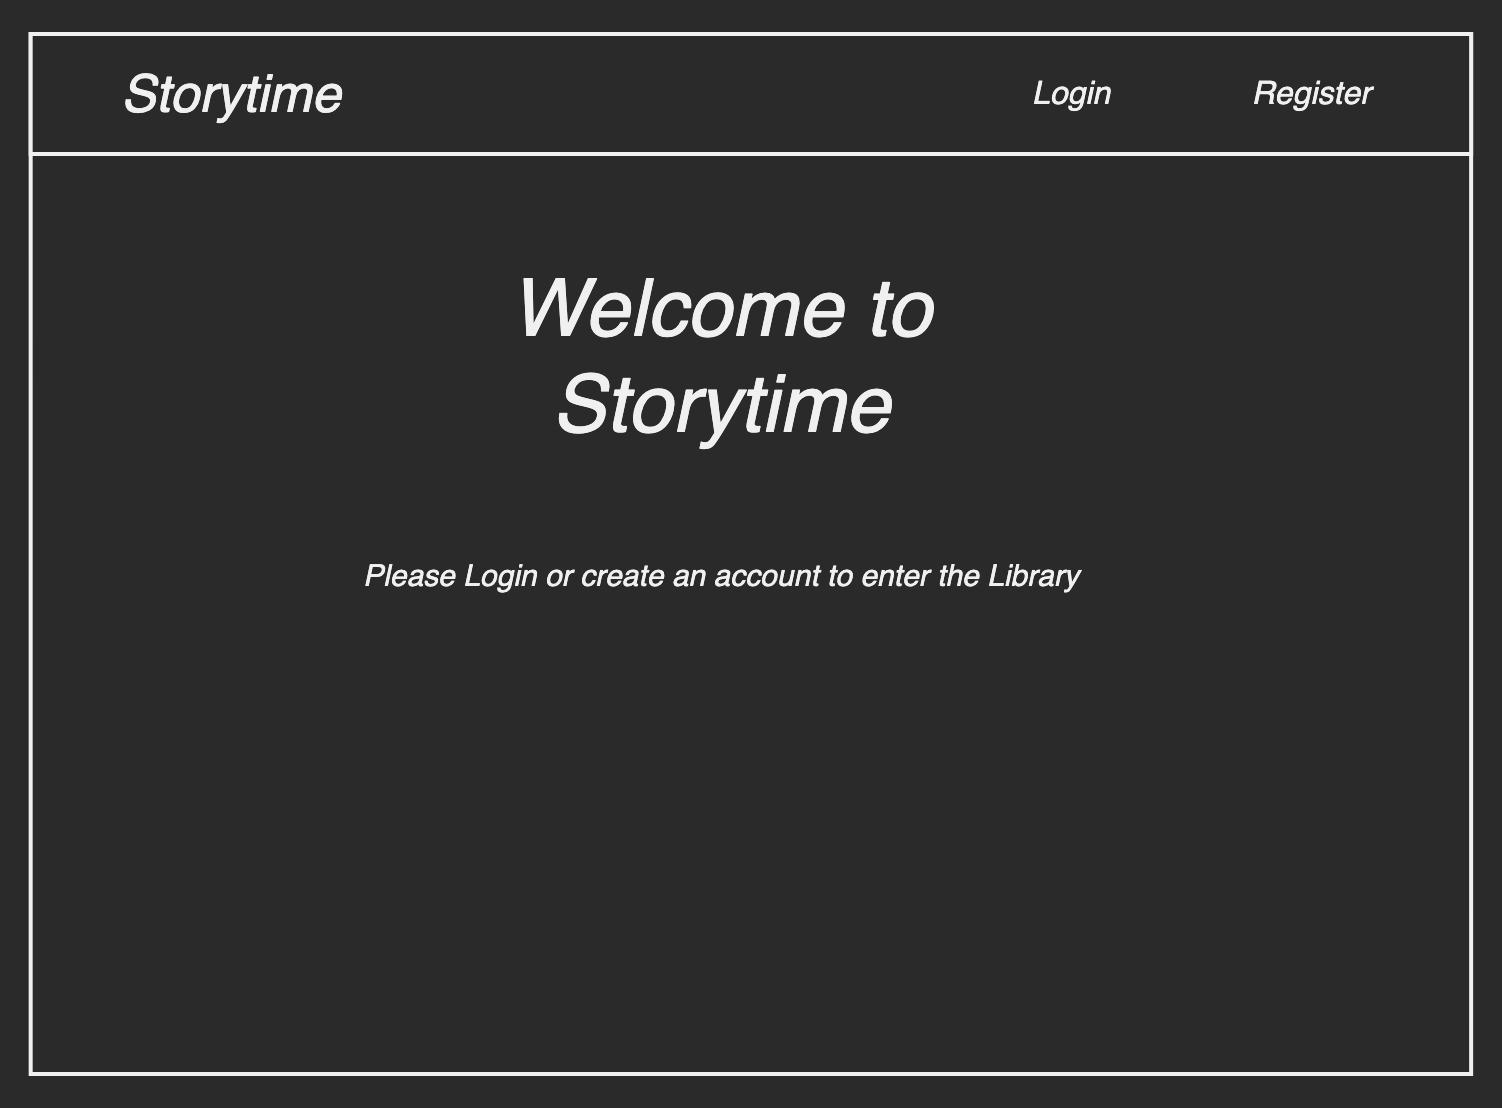 Storytime
Login
Register
Welcome to
Storytime
Please Login or create an account to enter the Library